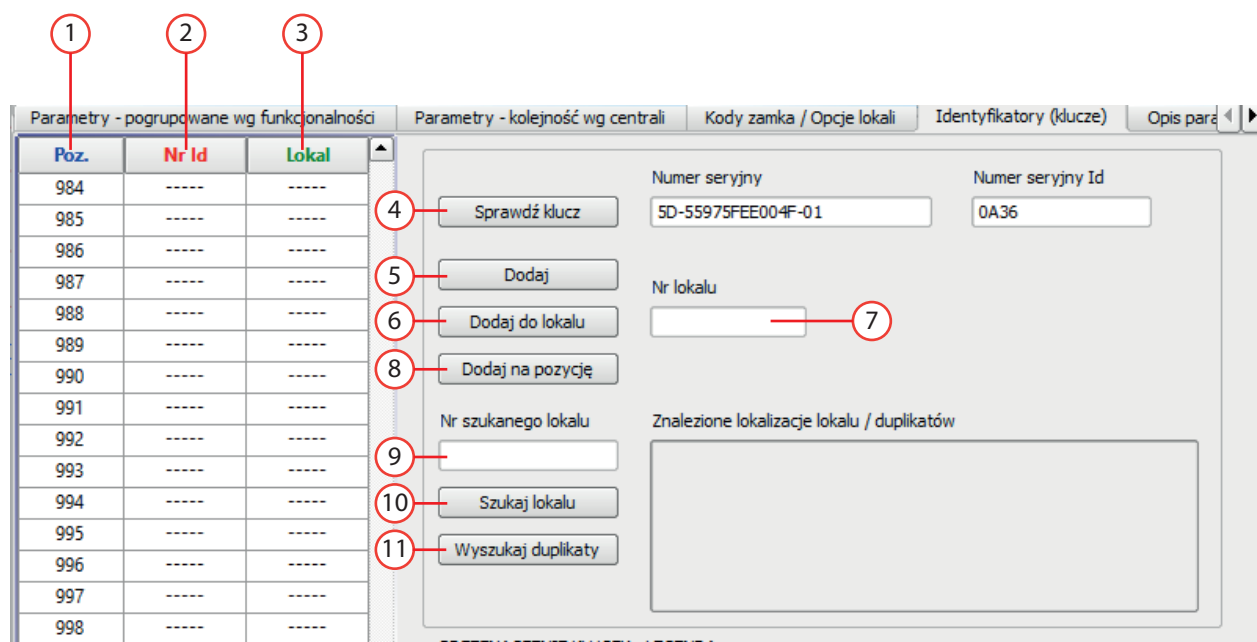 1 2 3
Parametry - pogrupowane wg funkcjonalności Parametry - kolejność wg centrali Kody zamka / Opcje lokali Identyfikatory (klucze) Opis para
Poz. Nr Id Lokal
984 ----- -----
985 ----- -----
986 ----- -----
987 ----- -----
988 ----- -----
989 ----- -----
990 ----- -----
991 ----- -----
992 ----- -----
993 ----- -----
994 ----- -----
995 ----- -----
996 ----- -----
997 ----- -----
998 ----- -----
Numer seryjny Numer seryjny Id
4 Sprawdź klucz 5D-55975FEE004F-01 0A36
5 Dodaj
Nr lokalu
6 Dodaj do lokalu 7
8 Dodaj na pozycję
Nr szukanego lokalu Znalezione lokalizacje lokalu / duplikatów
9
10 Szukaj lokalu
11 Wyszukaj duplikaty